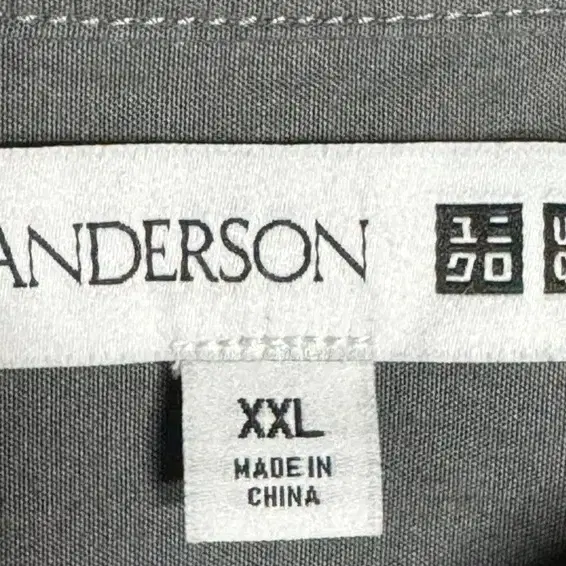 ANDERSON
ユニ
クロ
XXL
MADE IN
CHINA